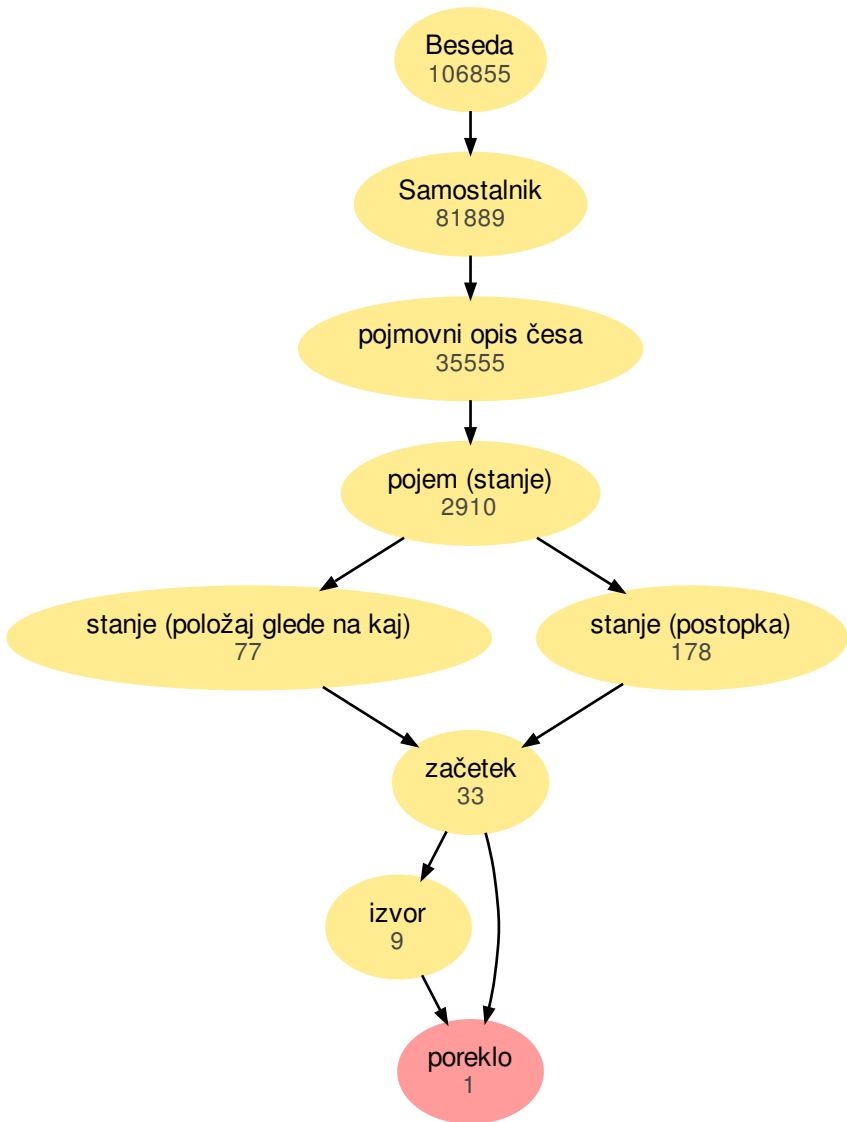 Beseda
106855
Samostalnik
81889
pojmovni opis česa
35555
pojem (stanje)
2910
stanje (položaj glede na kaj)
77
stanje (postopka)
178
začetek
33
izvor
9
poreklo
1